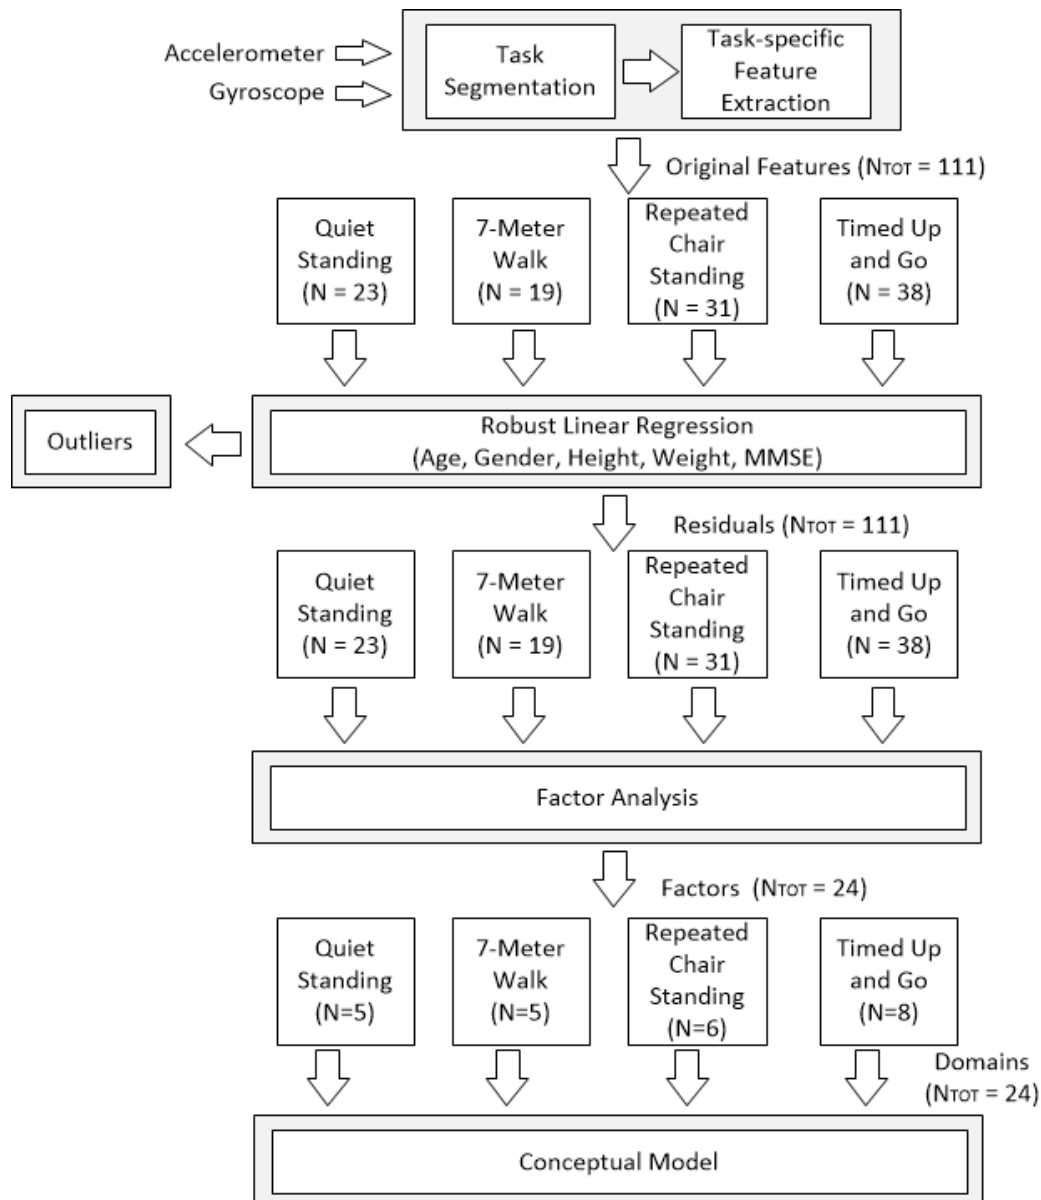 Accelerometer
Gyroscope
Task
Segmentation
Task-specific
Feature
Extraction
Original Features (NTOT = 111)
Quiet
Standing
(N = 23)
7-Meter
Walk
(N = 19)
Repeated
Chair
Standing
(N = 31)
Timed Up
and Go
(N = 38)
Outliers
Robust Linear Regression
(Age, Gender, Height, Weight, MMSE)
Residuals (NTOT = 111)
Quiet
Standing
(N = 23)
7-Meter
Walk
(N = 19)
Repeated
Chair
Standing
(N = 31)
Timed Up
and Go
(N = 38)
Factor Analysis
Factors (NTOT = 24)
Quiet
Standing
(N=5)
7-Meter
Walk
(N=5)
Repeated
Chair
Standing
(N=6)
Timed Up
and Go
(N=8)
Domains
(NTOT = 24)
Conceptual Model